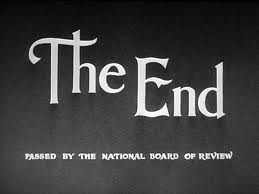 The End
PASSED BY THE NATIONAL BOARD OF REVIEW